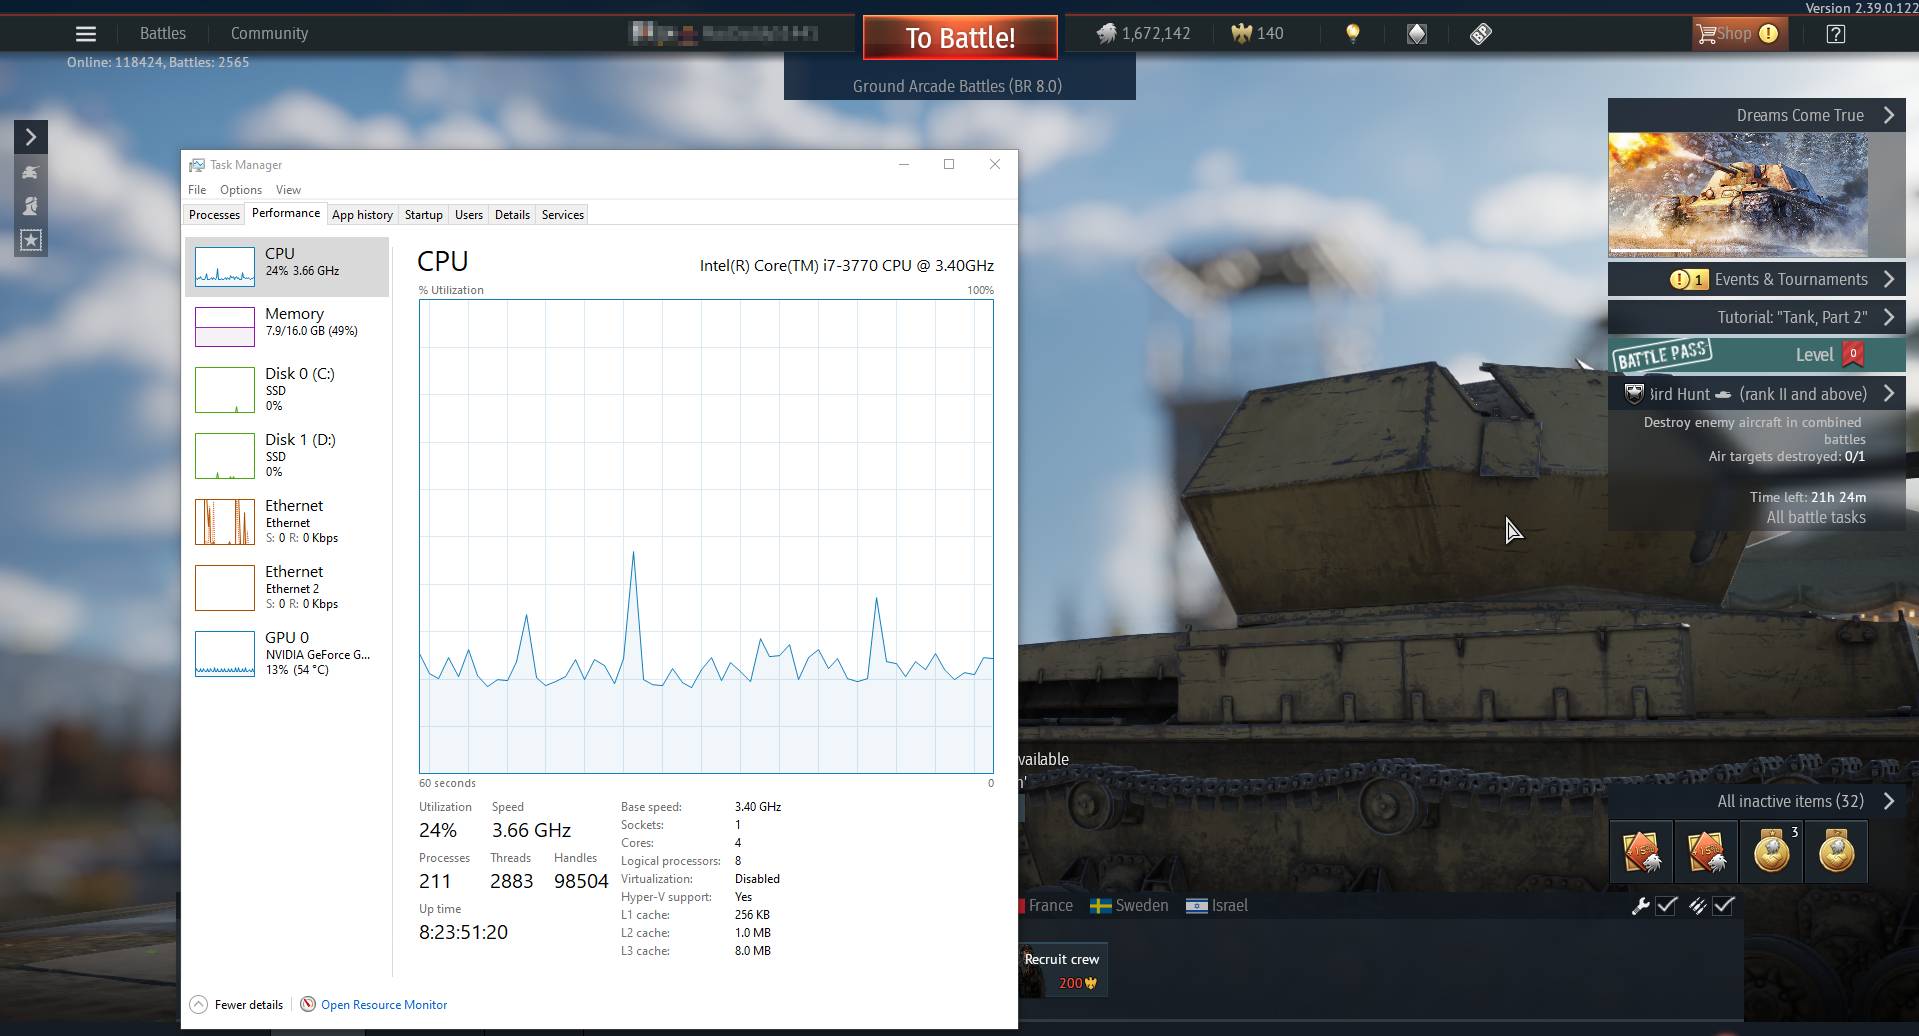 Version 2.39.0.122
Battles
Community
To Battle!
1,672,142
140
Shop
Online: 118424, Battles: 2565
Ground Arcade Battles (BR 8.0)
Dreams Come True
1 Events & Tournaments
Tutorial: "Tank, Part 2"
BATTLE PASS
Level 0
Bird Hunt (rank II and above)
Destroy enemy aircraft in combined
battles
Air targets destroyed: 0/1
Time left: 21h 24m
All battle tasks
Task Manager
File Options View
Processes Performance App history Startup Users Details Services
CPU
24% 3.66 GHz
Memory
7.9/16.0 GB (49%)
Disk 0 (C:)
SSD
0%
Disk 1 (D:)
SSD
0%
Ethernet
Ethernet
S: 0 R: 0 Kbps
Ethernet
Ethernet 2
S: 0 R: 0 Kbps
GPU 0
NVIDIA GeForce G...
13% (54 °C)
CPU
Intel(R) Core(TM) i7-3770 CPU @ 3.40GHz
% Utilization
100%
60 seconds
0
Utilization Speed
24% 3.66 GHz
Processes Threads Handles
211 2883 98504
Up time
8:23:51:20
Base speed: 3.40 GHz
Sockets: 1
Cores: 4
Logical processors: 8
Virtualization: Disabled
Hyper-V support: Yes
L1 cache: 256 KB
L2 cache: 1.0 MB
L3 cache: 8.0 MB
Fewer details
Open Resource Monitor
vailable
n'
All inactive items (32)
3
France Sweden Israel
Recruit crew
200